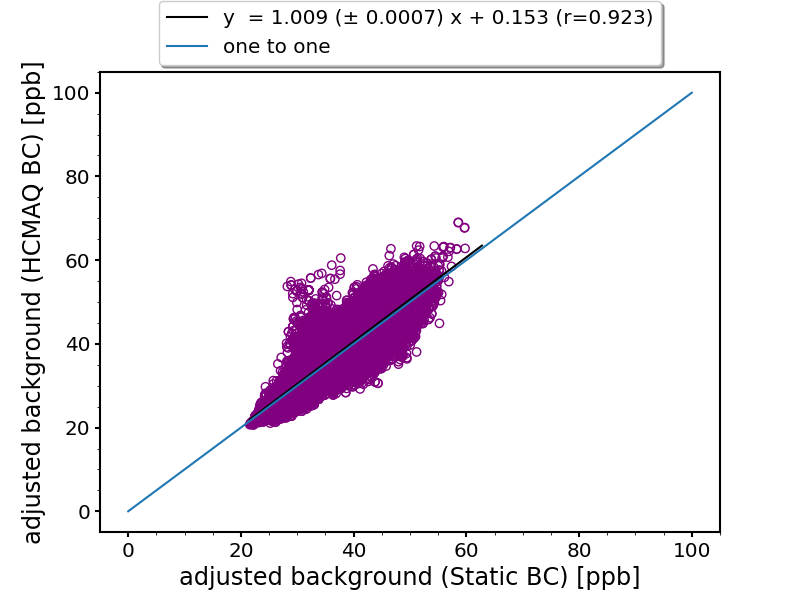 y = 1.009 (± 0.0007) x + 0.153 (r=0.923)
one to one
adjusted background (HCMAQ BC) [ppb]
100
80
60
40
20
0
0 20 40 60 80 100
adjusted background (Static BC) [ppb]